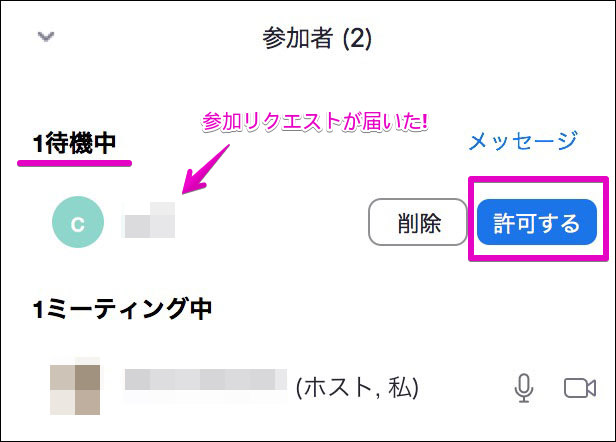 参加者 (2)
参加リクエストが届いた!
1待機中
メッセージ
C
削除
許可する
1ミーティング中
(ホスト, 私)